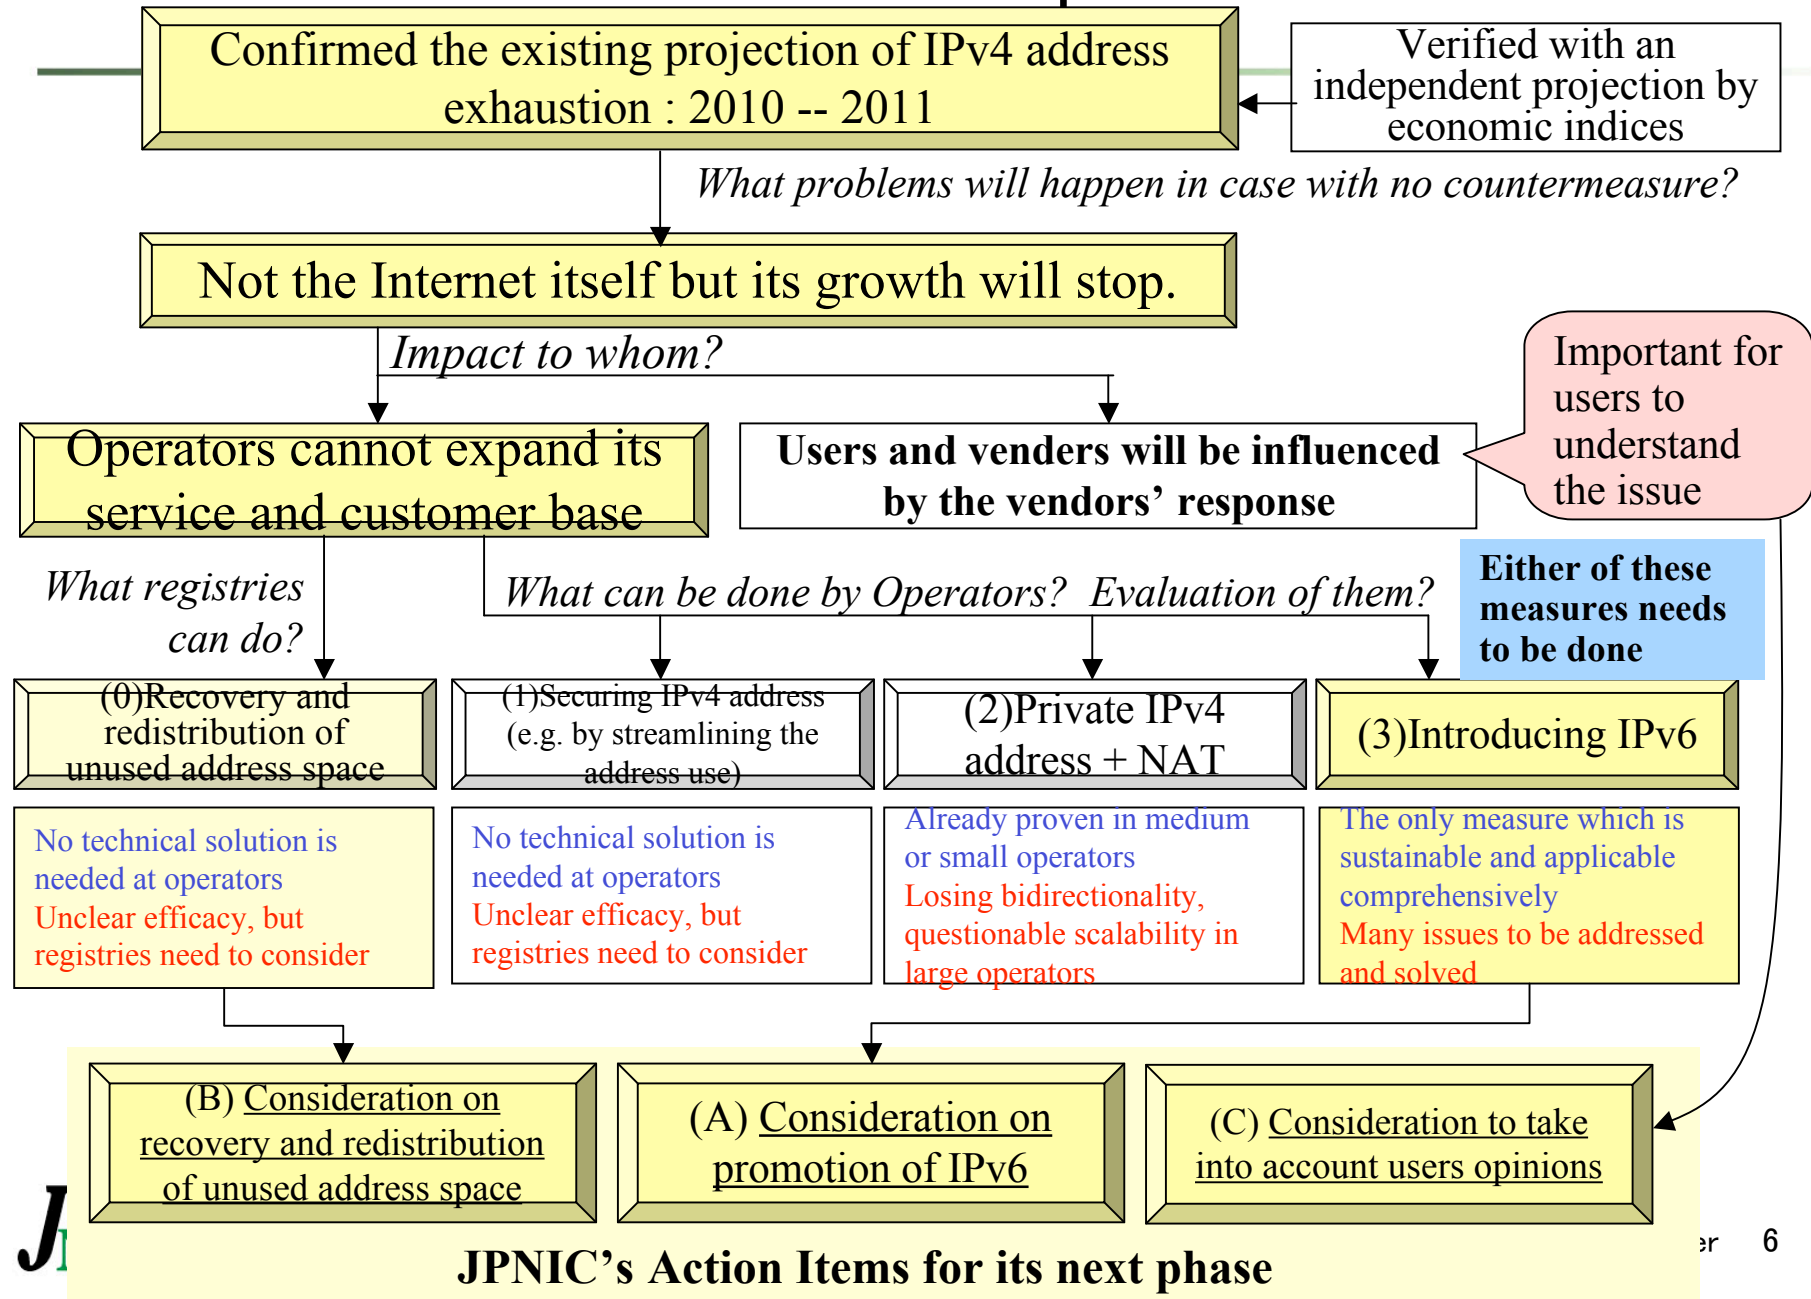 Confirmed the existing projection of IPv4 address
exhaustion : 2010 -- 2011
Verified with an
independent projection by
economic indices
What problems will happen in case with no countermeasure?
Not the Internet itself but its growth will stop.
Impact to whom?
Important for
users to
understand
the issue
Operators cannot expand its
service and customer base
Users and venders will be influenced
by the vendors’ response
Either of these
measures needs
to be done
What registries
can do?
What can be done by Operators? Evaluation of them?
(0)Recovery and
redistribution of
unused address space
(1)Securing IPv4 address
(e.g. by streamlining the
address use)
(2)Private IPv4
address + NAT
(3)Introducing IPv6
No technical solution is
needed at operators
Unclear efficacy, but
registries need to consider
No technical solution is
needed at operators
Unclear efficacy, but
registries need to consider
Already proven in medium
or small operators
Losing bidirectionality,
questionable scalability in
large operators
The only measure which is
sustainable and applicable
comprehensively
Many issues to be addressed
and solved
(B) Consideration on
recovery and redistribution
of unused address space
(A) Consideration on
promotion of IPv6
(C) Consideration to take
into account users opinions
JPNIC’s Action Items for its next phase
er 6